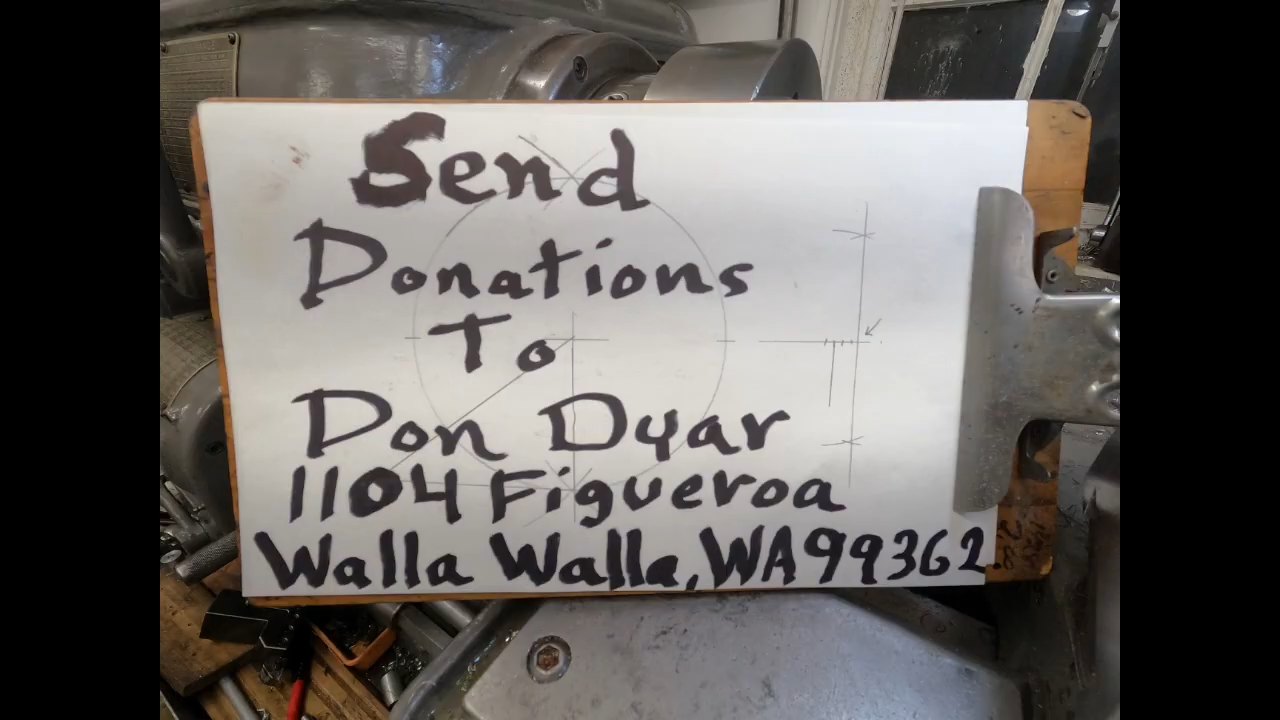 Send
Donations
To
Don Dyar
1104 Figueroa
Walla Walla, WA 99362.